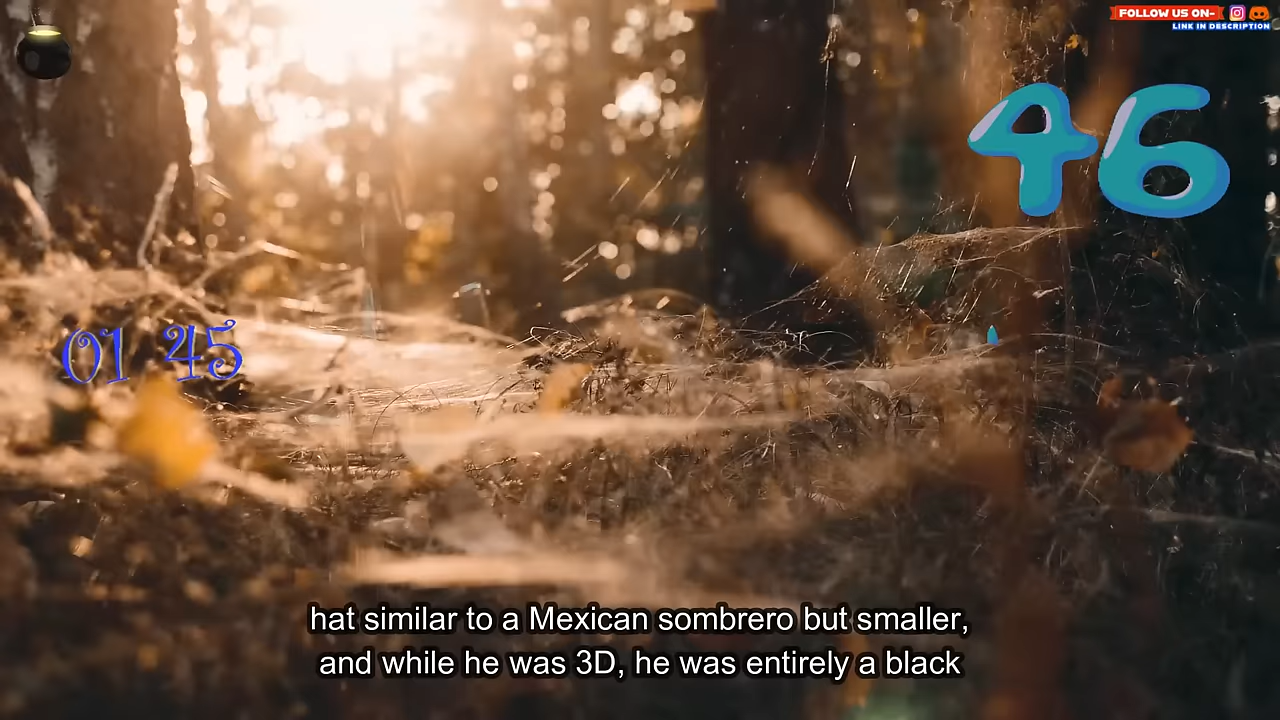 FOLLOW US ON-
LINK IN DESCRIPTION
46
01 45
hat similar to a Mexican sombrero but smaller,
and while he was 3D, he was entirely a black